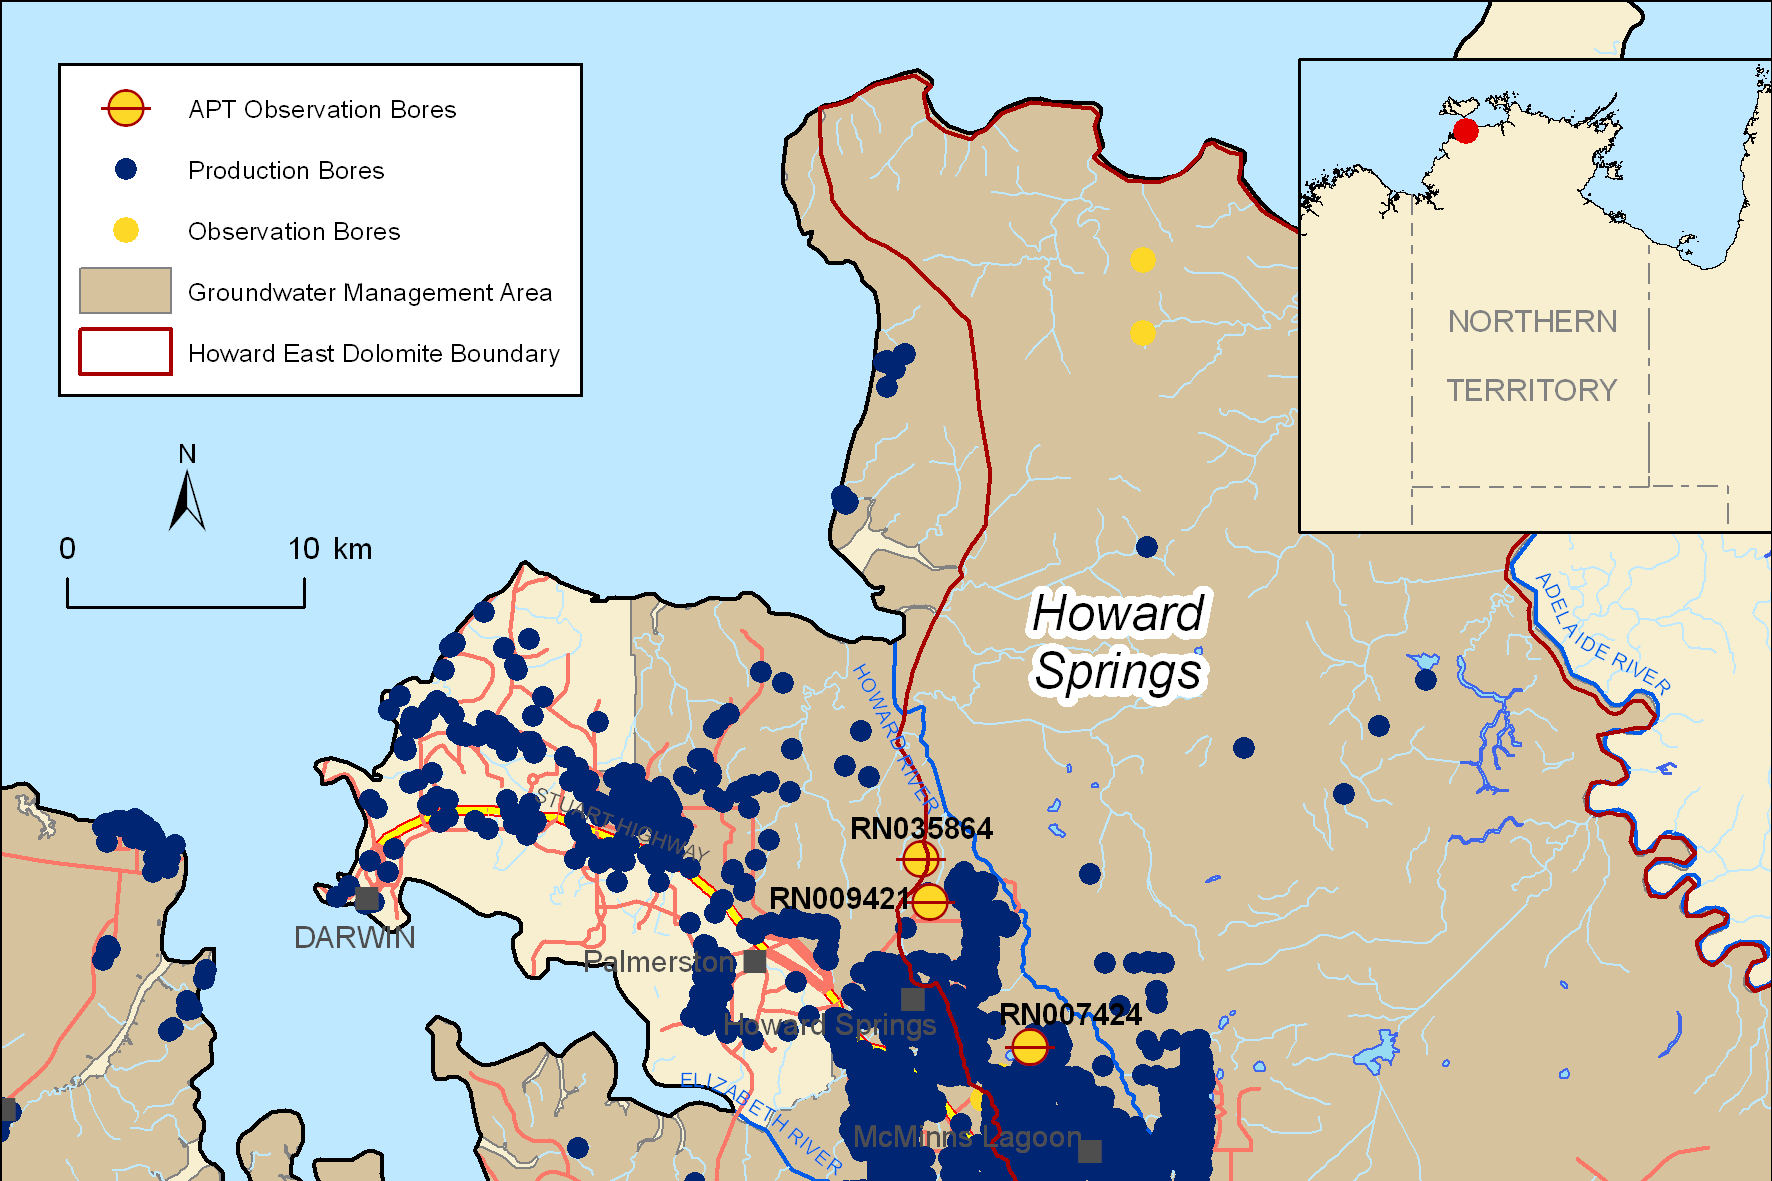 APT Observation Bores
Production Bores
Observation Bores
Groundwater Management Area
Howard East Dolomite Boundary
N
0 10 km
NORTHERN
TERRITORY
Howard
Springs
ADELAIDE RIVER
HOWARD RIVER
STUART HIGHWAY
RN035864
RN009421
DARWIN
Palmerston
RN007424
Howard Springs
ELIZABETH RIVER
McMinns Lagoon